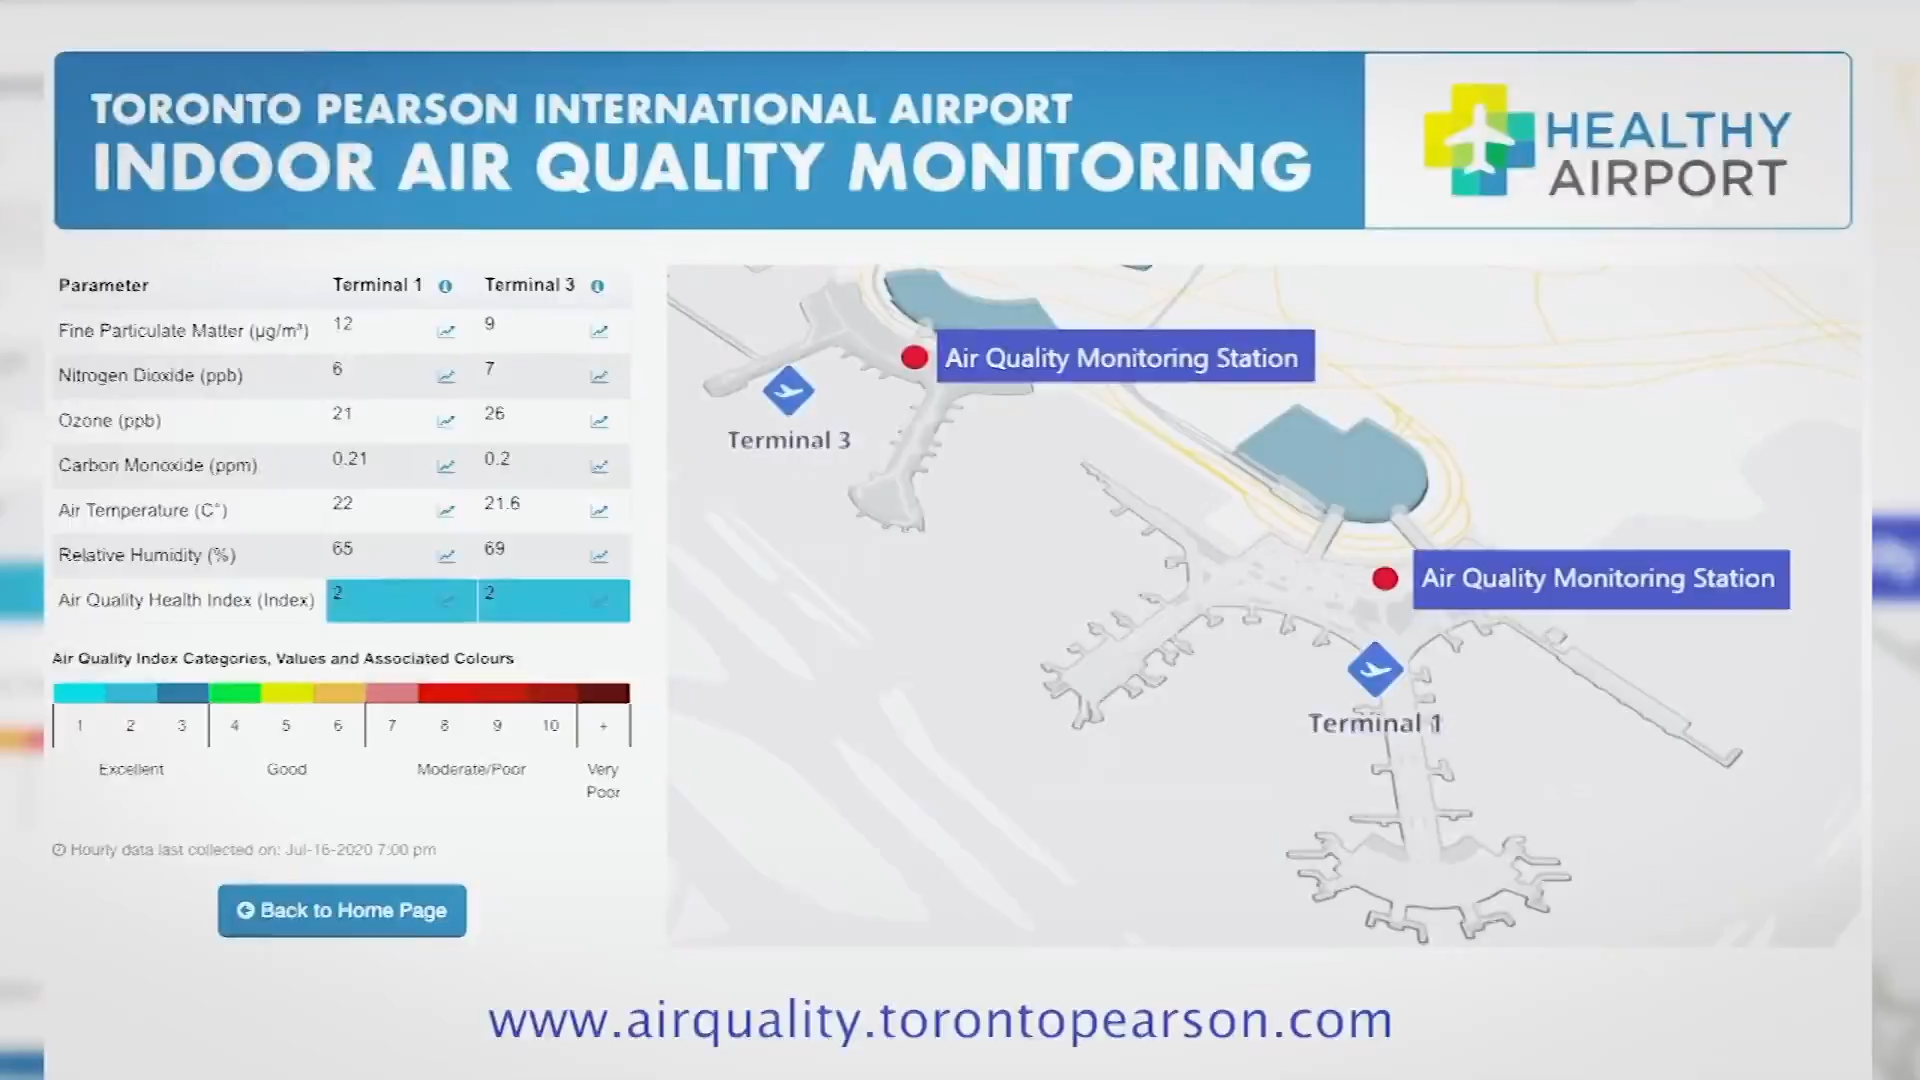 TORONTO PEARSON INTERNATIONAL AIRPORT
INDOOR AIR QUALITY MONITORING
HEALTHY
AIRPORT
Parameter Terminal 1 Terminal 3
Fine Particulate Matter (µg/m³) 12 9
Nitrogen Dioxide (ppb) 6 7
Ozone (ppb) 21 26
Carbon Monoxide (ppm) 0.21 0.2
Air Temperature (C°) 22 21.6
Relative Humidity (%) 65 69
Air Quality Health Index (Index) 2 2
Air Quality Index Categories, Values and Associated Colours
1 2 3 4 5 6 7 8 9 10 +
Excellent Good Moderate/Poor Very
Poor
Hourly data last collected on: Jul-16-2020 7:00 pm
Back to Home Page
Air Quality Monitoring Station
Terminal 3
Air Quality Monitoring Station
Terminal 1
www.airquality.torontopearson.com